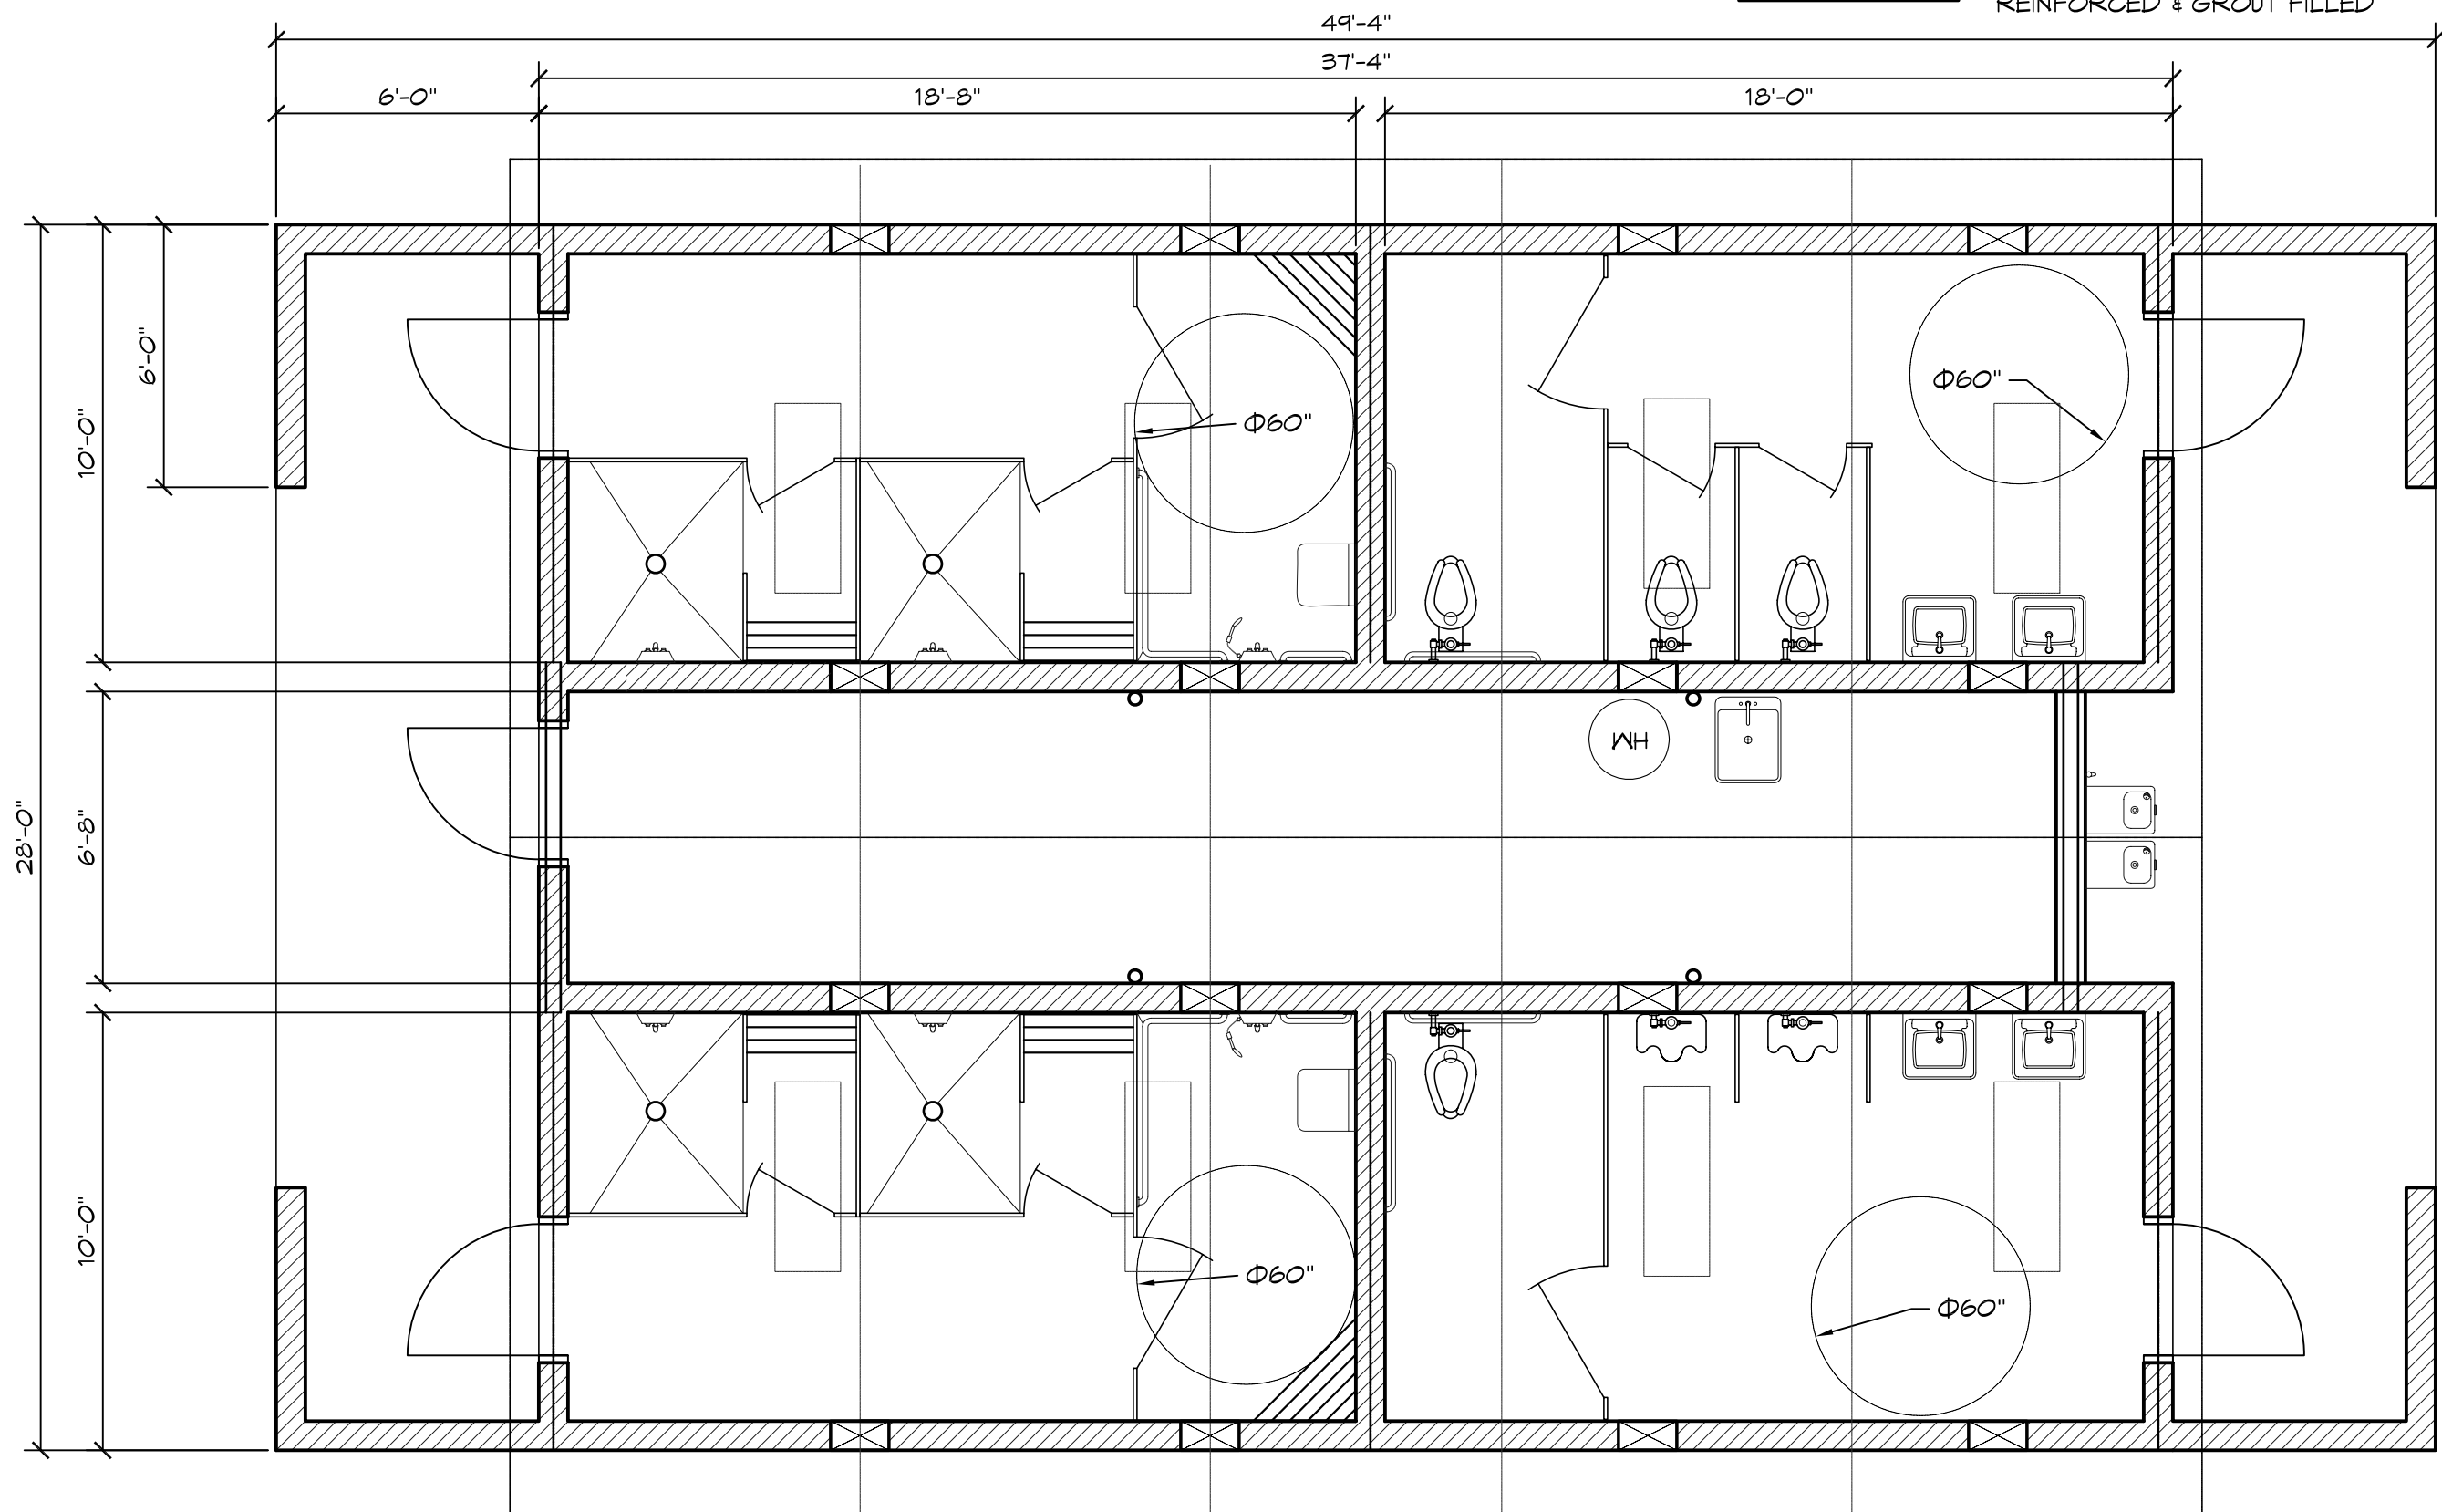 REINFORCED & GROUT FILLED
49'-4"
37'-4"
6'-0"
18'-8"
18'-0"
6'-0"
10'-0"
Φ60"
Φ60"
WH
28'-0"
6'-8"
10'-0"
Φ60"
Φ60"